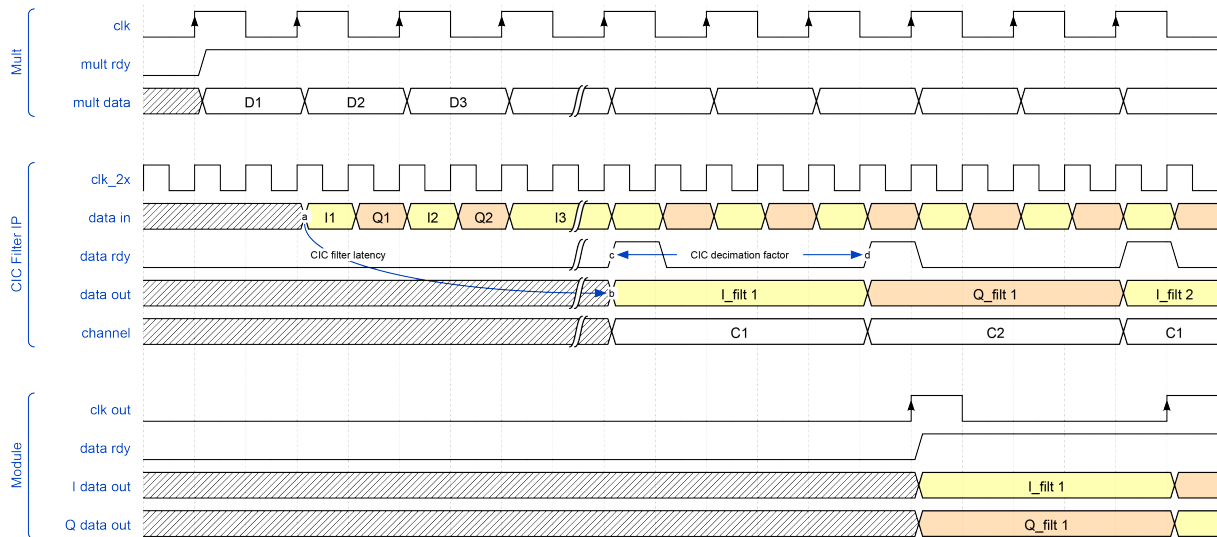 Mult
clk
mult rdy
mult data D1 D2 D3
CIC Filter IP
clk_2x
data in a I1 Q1 I2 Q2 I3
data rdy CIC filter latency c CIC decimation factor d
data out b I_filt 1 Q_filt 1 I_filt 2
channel C1 C2 C1
Module
clk out
data rdy
I data out I_filt 1
Q data out Q_filt 1